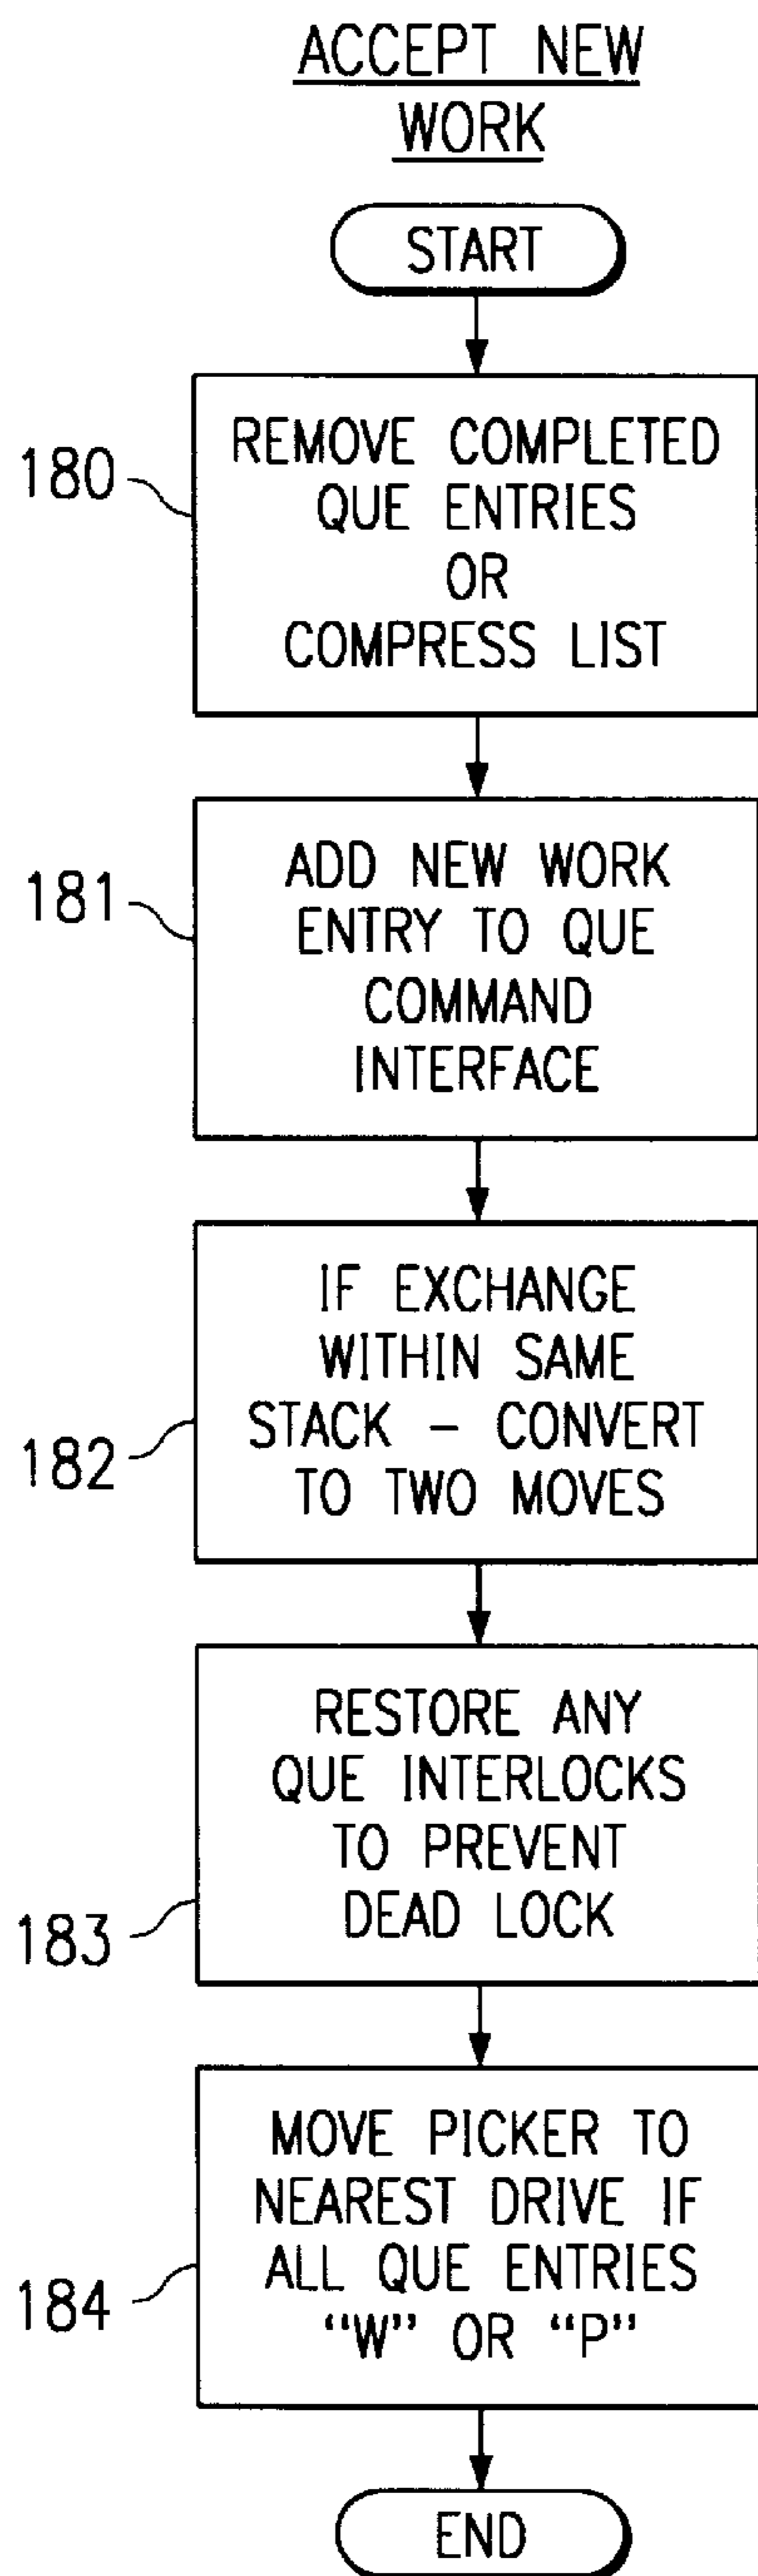 ACCEPT NEW
WORK
START
180
REMOVE COMPLETED
QUE ENTRIES
OR
COMPRESS LIST
181
ADD NEW WORK
ENTRY TO QUE
COMMAND
INTERFACE
182
IF EXCHANGE
WITHIN SAME
STACK – CONVERT
TO TWO MOVES
183
RESTORE ANY
QUE INTERLOCKS
TO PREVENT
DEAD LOCK
184
MOVE PICKER TO
NEAREST DRIVE IF
ALL QUE ENTRIES
“W” OR “P”
END